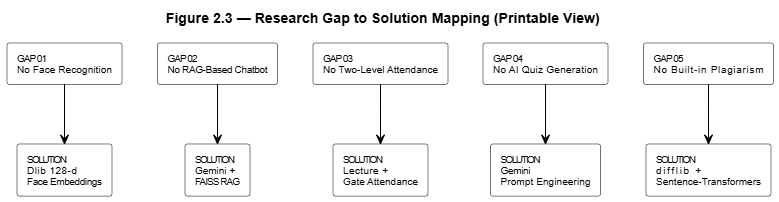 Figure 2.3 — Research Gap to Solution Mapping (Printable View)
GAP01
No Face Recognition
GAP02
No RAG-Based Chatbot
GAP03
No Two-Level Attendance
GAP04
No AI Quiz Generation
GAP05
No Built-in Plagiarism
SOLUTION
Dlib 128-d
Face Embeddings
SOLUTION
Gemini +
FAISS RAG
SOLUTION
Lecture +
Gate Attendance
SOLUTION
Gemini
Prompt Engineering
SOLUTION
difflib +
Sentence-Transformers